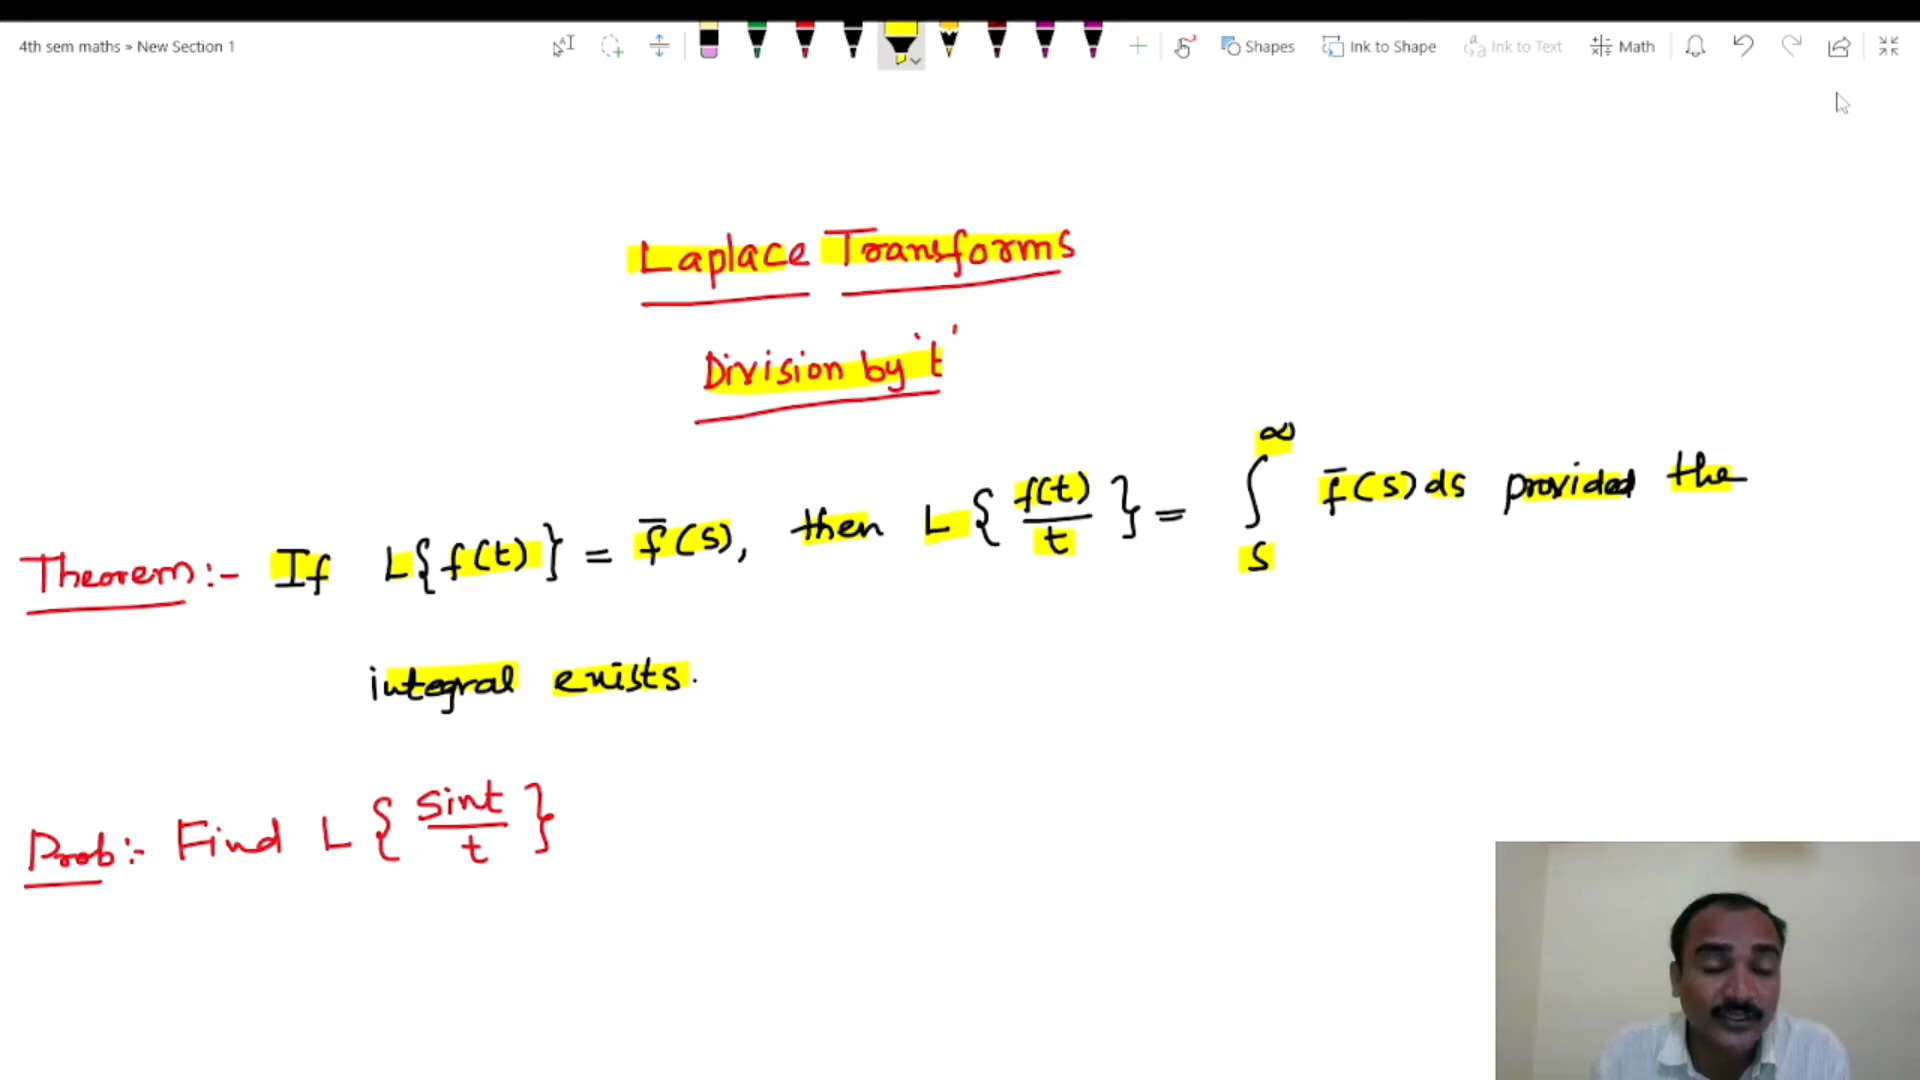 4th sem maths » New Section 1
Shapes Ink to Shape Ink to Text Math
Laplace Transforms
Division by 't'
Theorem:- If L{f(t)} = f̄(s), then L{f(t)/t} = ∫_s^∞ f̄(s)ds provided the
integral exists.
Prob:- Find L{sint/t}